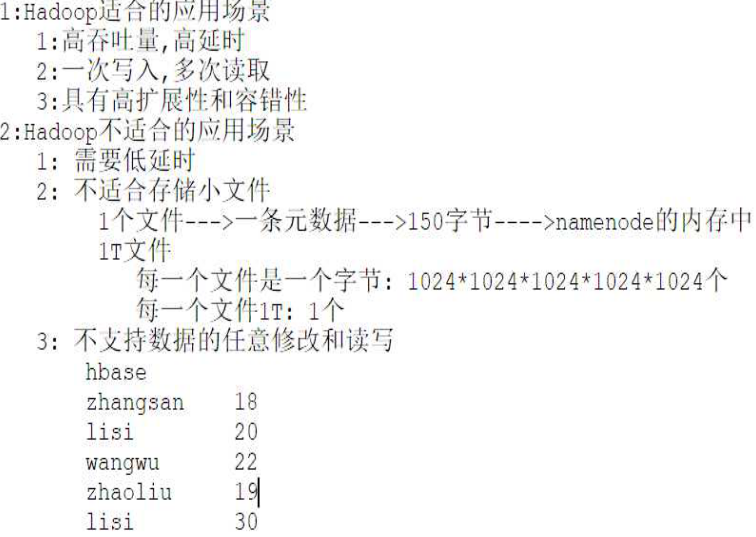 1:Hadoop适合的应用场景
1:高吞吐量,高延时
2:一次写入,多次读取
3:具有高扩展性和容错性
2:Hadoop不适合的应用场景
1: 需要低延时
2: 不适合存储小文件
1个文件--->一条元数据--->150字节---->namenode的内存中
1T文件
每一个文件是一个字节: 1024*1024*1024*1024*1024个
每一个文件1T: 1个
3: 不支持数据的任意修改和读写
hbase
zhangsan 18
lisi 20
wangwu 22
zhaoliu 19
lisi 30